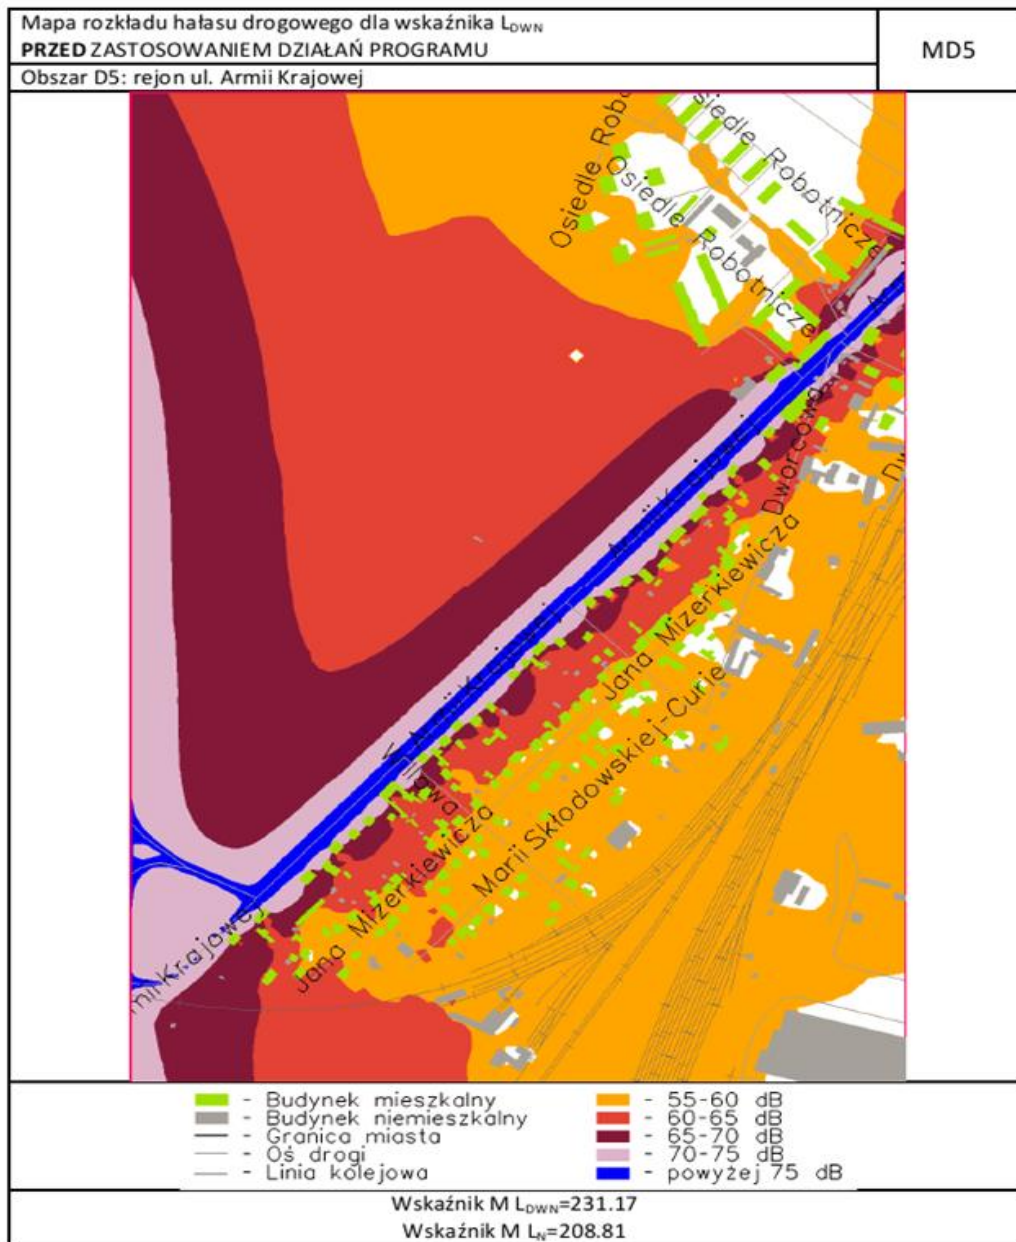 Mapa rozkładu hałasu drogowego dla wskaźnika LDWN
PRZED ZASTOSOWANIEM DZIAŁAŃ PROGRAMU
MD5
Obszar D5: rejon ul. Armii Krajowej
Osiedle Robo
siedle Robotnicze
Osiedle Robotnicze
Dworcowa
Jana Mizerkiewicza
Marii Skłodowskiej-Curie
Jana Mizerkiewicza
mii Krajowej
- Budynek mieszkalny
- Budynek niemieszkalny
- Granica miasta
- Oś drogi
- Linia kolejowa
- 55-60 dB
- 60-65 dB
- 65-70 dB
- 70-75 dB
- powyżej 75 dB
Wskaźnik M LDWN=231.17
Wskaźnik M LN=208.81